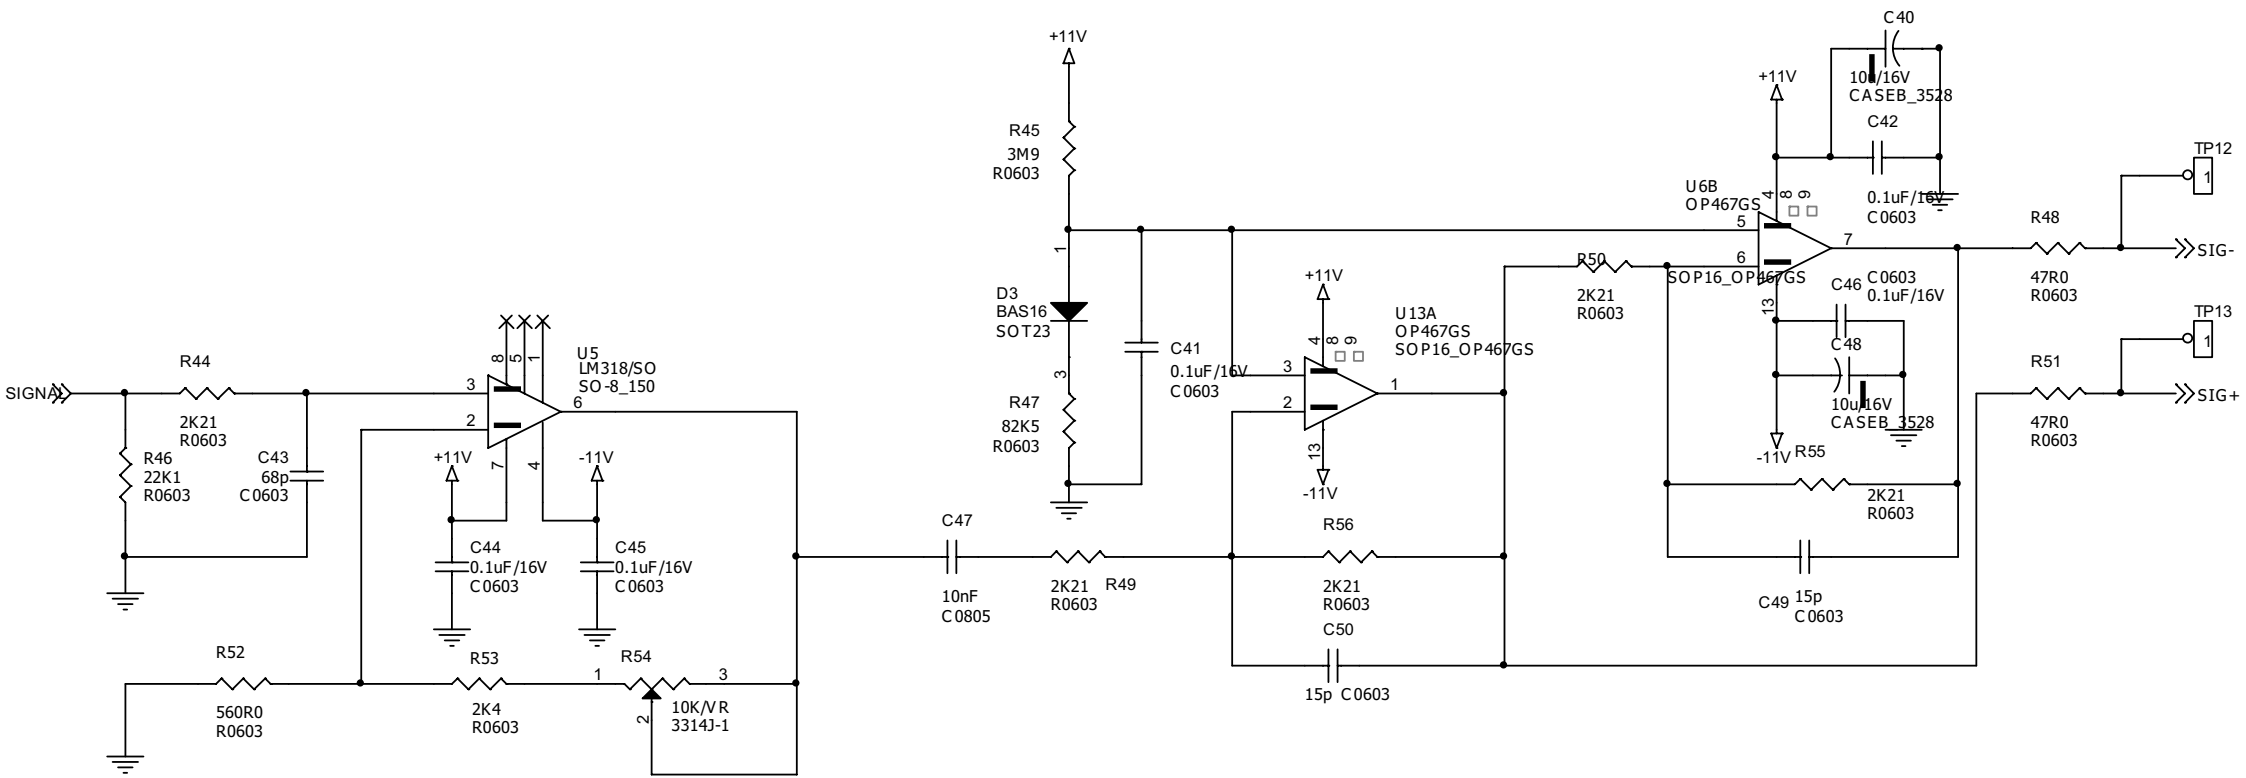 C40
+11V
10u/16V
CASEB_3528
+11V
C42
R45
3M9
R0603
TP12
1
U6B
OP467GS
4
8
9
0.1uF/16V
C0603
5
7
R48
SIG-
47R0
R0603
1
R50
2K21
R0603
6
SOP16_OP467GS
13
C46
C0603
0.1uF/16V
+11V
D3
BAS16
SOT23
U13A
OP467GS
SOP16_OP467GS
TP13
1
C48
10u/16V
CASEB_3528
-11V
4
8
9
C41
0.1uF/16V
C0603
3
3
2
1
13
-11V
R51
SIG+
47R0
R0603
R47
82K5
R0603
8
5
1
U5
LM318/SO
SO-8_150
R44
SIGNAL
2K21
R0603
3
2
6
7
4
R46
22K1
R0603
C43
68p
C0603
+11V
-11V
R55
2K21
R0603
C44
0.1uF/16V
C0603
C45
0.1uF/16V
C0603
C47
10nF
C0805
2K21
R0603
R49
R56
2K21
R0603
C49
15p
C0603
C50
15p C0603
R52
560R0
R0603
R53
2K4
R0603
1
R54
3
10K/VR
3314J-1
2